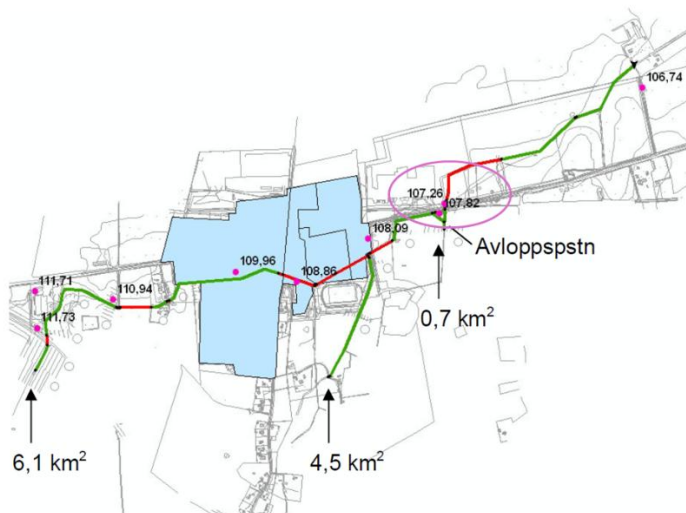 106,74
107,26
107,82
Avloppspstn
108,09
109,96
108,86
111,71
110,94
111,73
0,7 km²
6,1 km²
4,5 km²